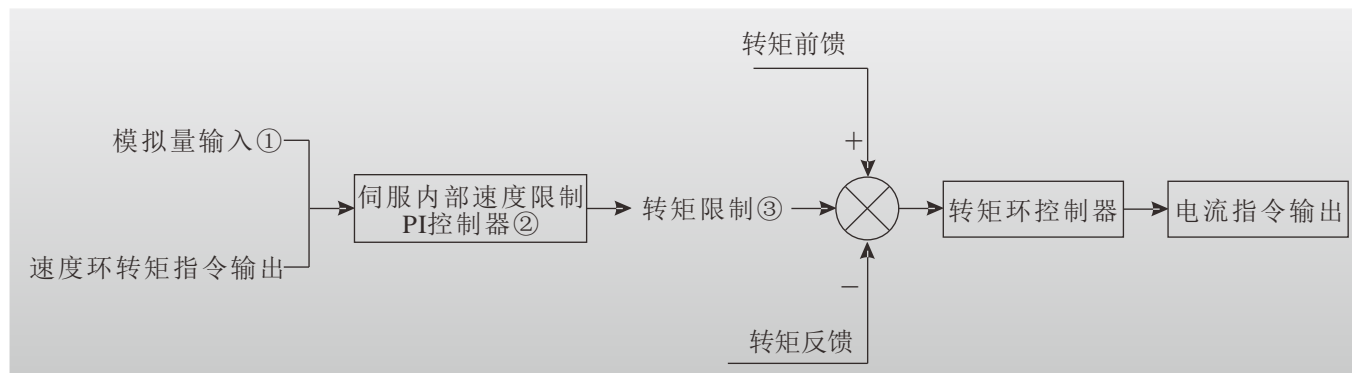 转矩前馈
模拟量输入①
+
伺服内部速度限制
PI控制器②
转矩限制③
转矩环控制器
电流指令输出
速度环转矩指令输出
−
转矩反馈